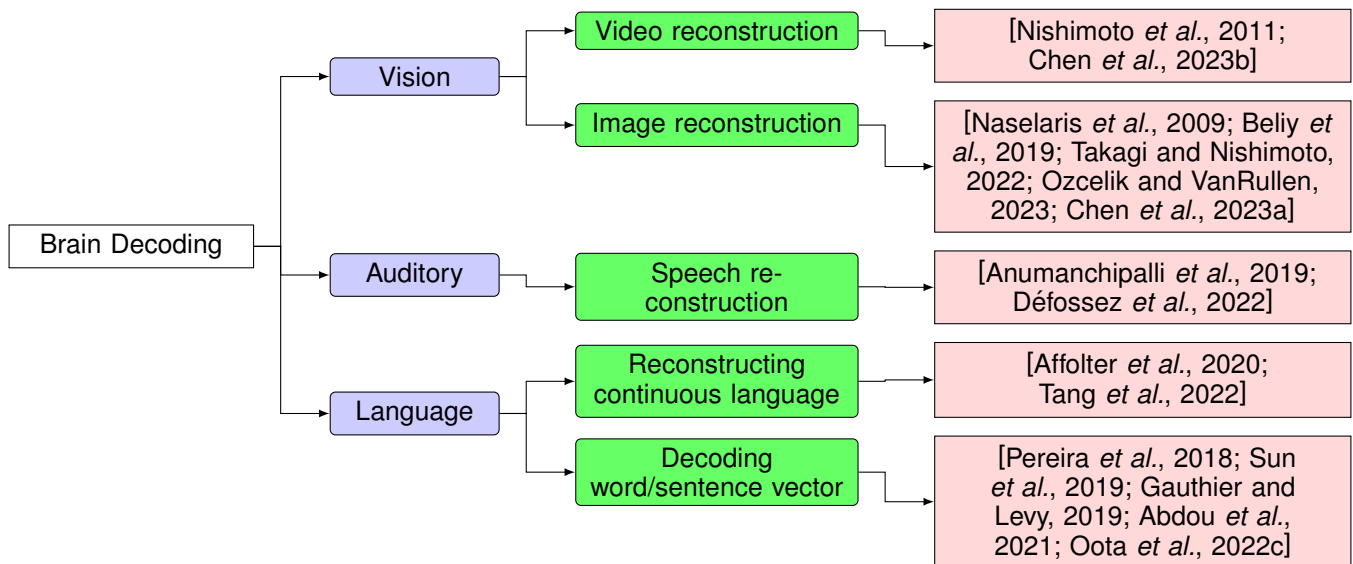 Brain Decoding
Vision
Video reconstruction
[Nishimoto et al., 2011;
Chen et al., 2023b]
Image reconstruction
[Naselaris et al., 2009; Beliy et
al., 2019; Takagi and Nishimoto,
2022; Ozcelik and VanRullen,
2023; Chen et al., 2023a]
Auditory
Speech re-
construction
[Anumanchipalli et al., 2019;
Défossez et al., 2022]
Language
Reconstructing
continuous language
[Affolter et al., 2020;
Tang et al., 2022]
Decoding
word/sentence vector
[Pereira et al., 2018; Sun
et al., 2019; Gauthier and
Levy, 2019; Abdou et al.,
2021; Oota et al., 2022c]